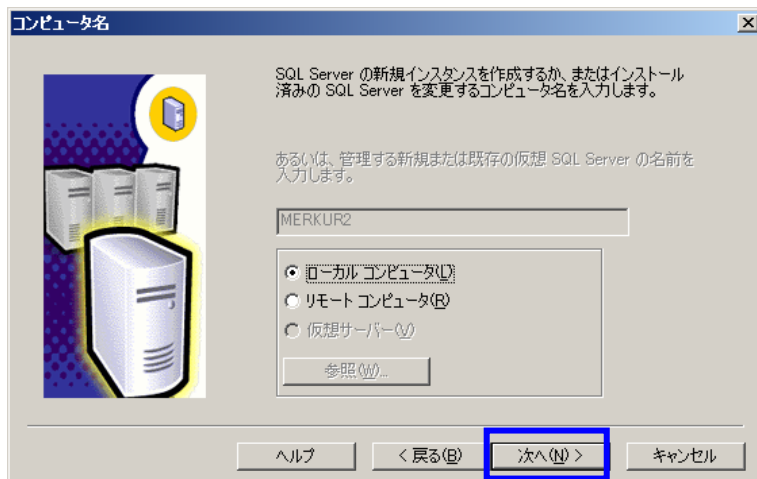 コンピュータ名
SQL Server の新規インスタンスを作成するか、またはインストール
済みの SQL Server を変更するコンピュータ名を入力します。
あるいは、管理する新規または既存の仮想 SQL Server の名前を
入力します。
MERKUR2
ローカル コンピュータ(L)
リモート コンピュータ(R)
仮想サーバー(V)
参照(W)...
ヘルプ
< 戻る(B)
次へ(N) >
キャンセル